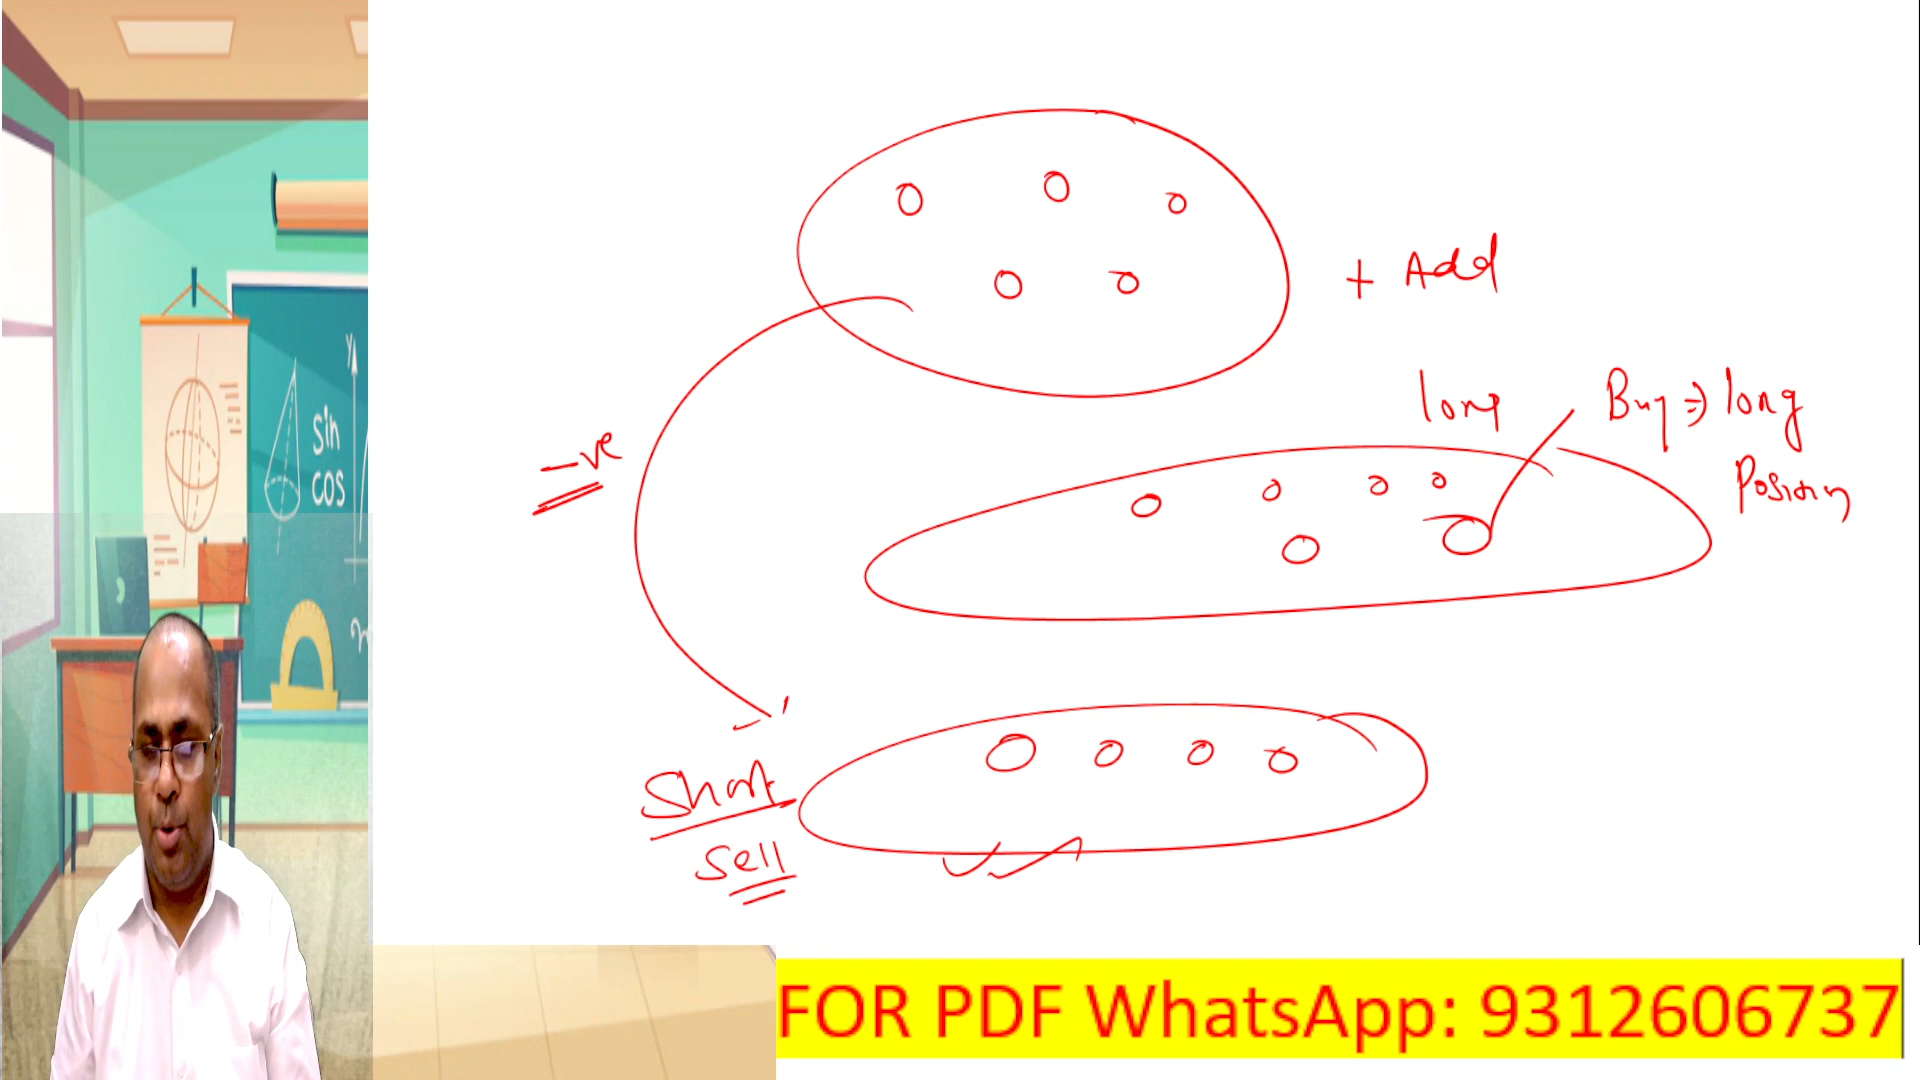 + Add
long
Buy ⇒ long
Position
-ve
Short
Sell
sin
cos
y
FOR PDF WhatsApp: 9312606737